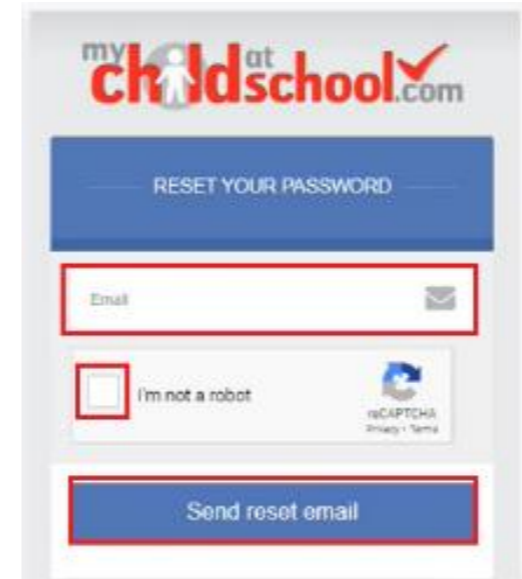 my child at school.com
RESET YOUR PASSWORD
Email
I'm not a robot
reCAPTCHA
Privacy - Terms
Send reset email